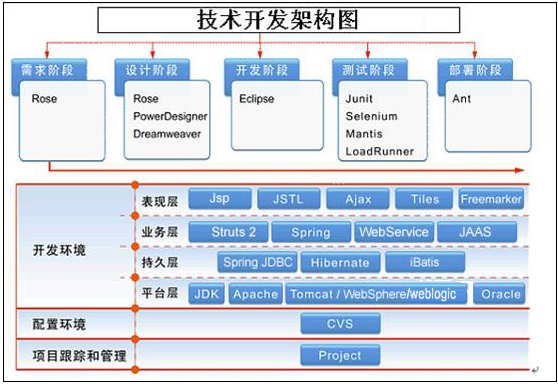 技术开发架构图
需求阶段 设计阶段 开发阶段 测试阶段 部署阶段
Rose Rose Eclipse Junit Ant
PowerDesigner Selenium
Dreamweaver Mantis
LoadRunner
表现层 Jsp JSTL Ajax Tiles Freemarker
业务层 Struts 2 Spring WebService JAAS
开发环境
持久层 Spring JDBC Hibernate iBatis
平台层 JDK Apache Tomcat / WebSphere/weblogic Oracle
配置环境 CVS
项目跟踪和管理 Project